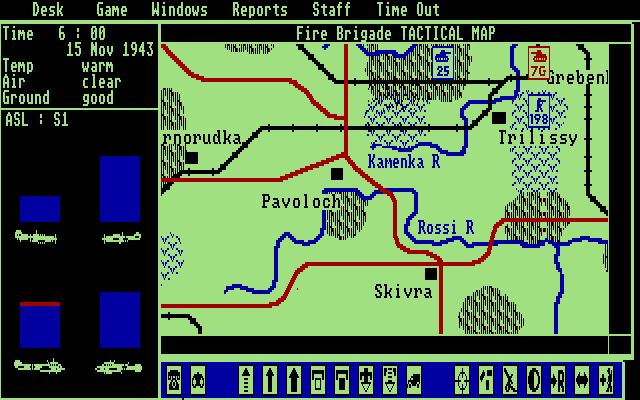 Desk Game Windows Reports Staff Time Out
Time 6 : 00
15 Nov 1943
Temp warm
Air clear
Ground good
ASL : S1
Fire Brigade TACTICAL MAP
25
7G
Grebenl
198
Trilissy
rnorudka
Kamenka R
Pavoloch
Rossi R
Skivra
R